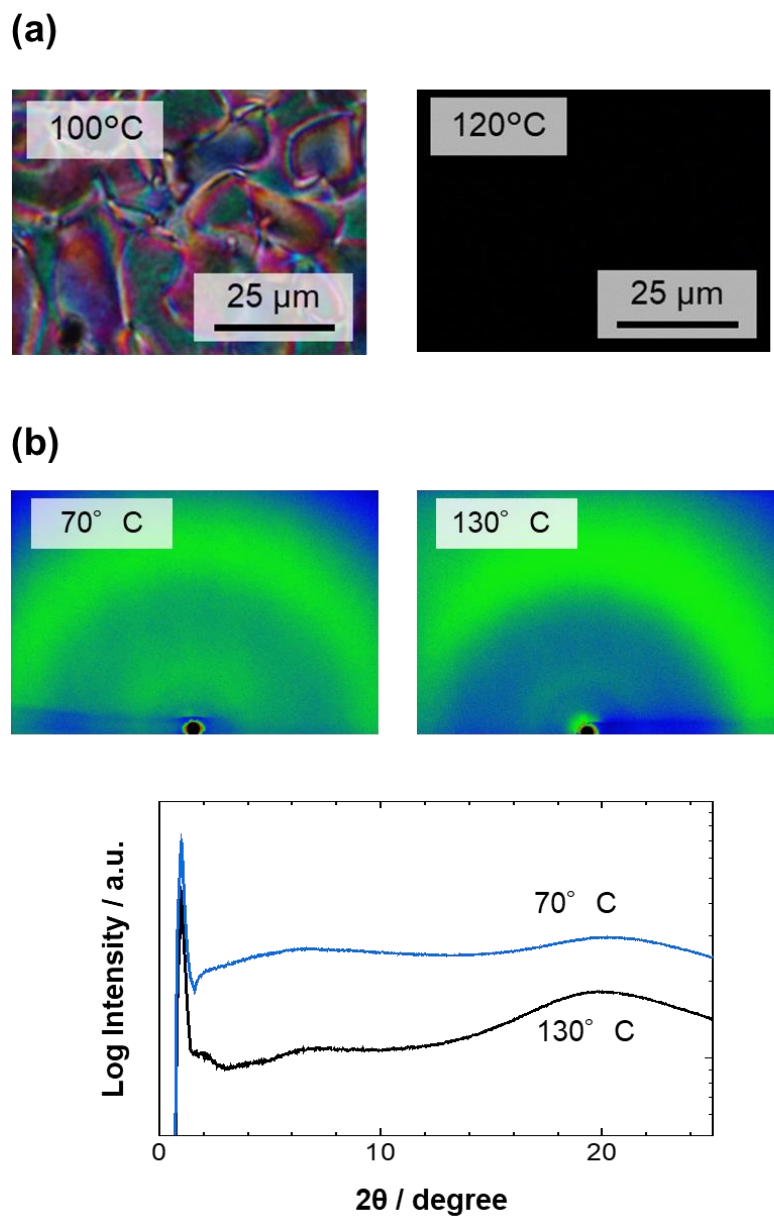 (a)
100°C
120°C
25 μm
25 μm
(b)
70° C
130° C
70° C
130° C
Log Intensity / a.u.
0
10
20
2θ / degree